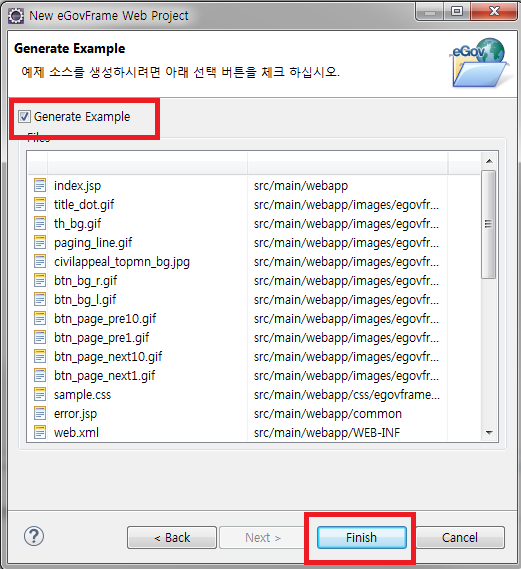 New eGovFrame Web Project
Generate Example
예제 소스를 생성하시려면 아래 선택 버튼을 체크 하십시오.
eGov
Generate Example
Files
index.jsp src/main/webapp
title_dot.gif src/main/webapp/images/egovfr...
th_bg.gif src/main/webapp/images/egovfr...
paging_line.gif src/main/webapp/images/egovfr...
civilappeal_topmn_bg.jpg src/main/webapp/images/egovfr...
btn_bg_r.gif src/main/webapp/images/egovfr...
btn_bg_l.gif src/main/webapp/images/egovfr...
btn_page_pre10.gif src/main/webapp/images/egovfr...
btn_page_pre1.gif src/main/webapp/images/egovfr...
btn_page_next10.gif src/main/webapp/images/egovfr...
btn_page_next1.gif src/main/webapp/images/egovfr...
sample.css src/main/webapp/css/egovframe...
error.jsp src/main/webapp/common
web.xml src/main/webapp/WEB-INF
? < Back Next > Finish Cancel